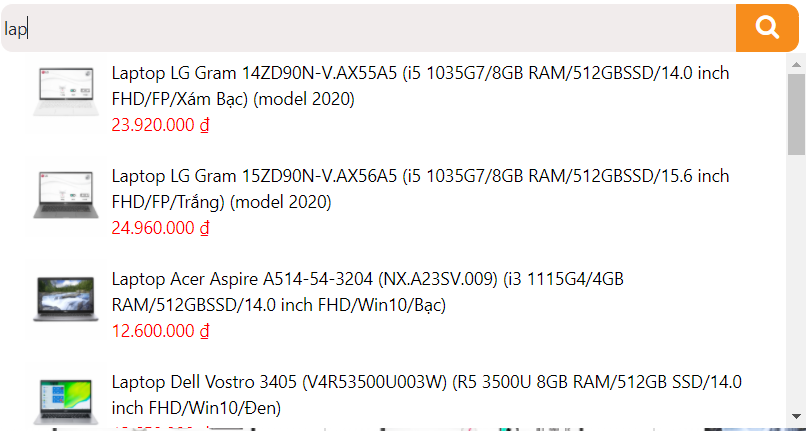 lap
Laptop LG Gram 14ZD90N-V.AX55A5 (i5 1035G7/8GB RAM/512GBSSD/14.0 inch
FHD/FP/Xám Bạc) (model 2020)
23.920.000 ₫
Laptop LG Gram 15ZD90N-V.AX56A5 (i5 1035G7/8GB RAM/512GBSSD/15.6 inch
FHD/FP/Trắng) (model 2020)
24.960.000 ₫
Laptop Acer Aspire A514-54-3204 (NX.A23SV.009) (i3 1115G4/4GB
RAM/512GBSSD/14.0 inch FHD/Win10/Bạc)
12.600.000 ₫
Laptop Dell Vostro 3405 (V4R53500U003W) (R5 3500U 8GB RAM/512GB SSD/14.0
inch FHD/Win10/Đen)